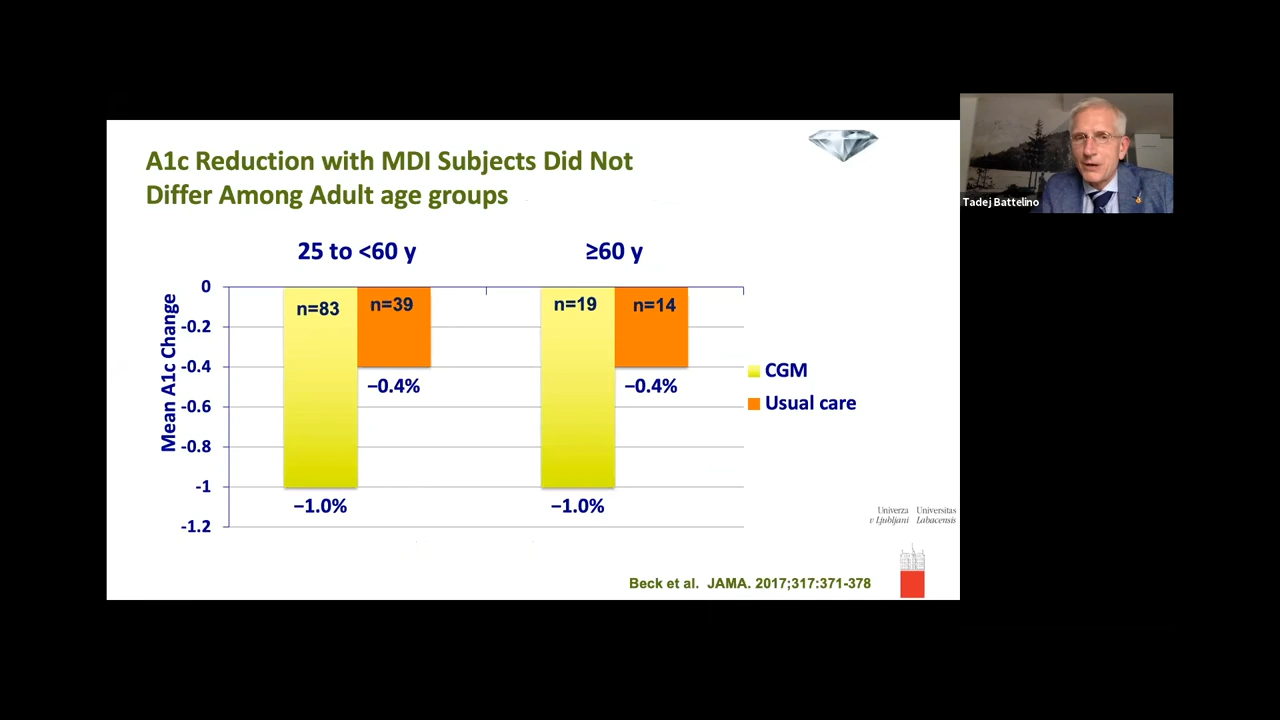 A1c Reduction with MDI Subjects Did Not
Differ Among Adult age groups
25 to <60 y
≥60 y
Mean A1c Change
0
-0.2
-0.4
-0.6
-0.8
-1
-1.2
n=83
n=39
n=19
n=14
−0.4%
−0.4%
−1.0%
−1.0%
CGM
Usual care
Univerza Universitas
v Ljubljani Labacensis
Beck et al. JAMA. 2017;317:371-378
Tadej Battelino